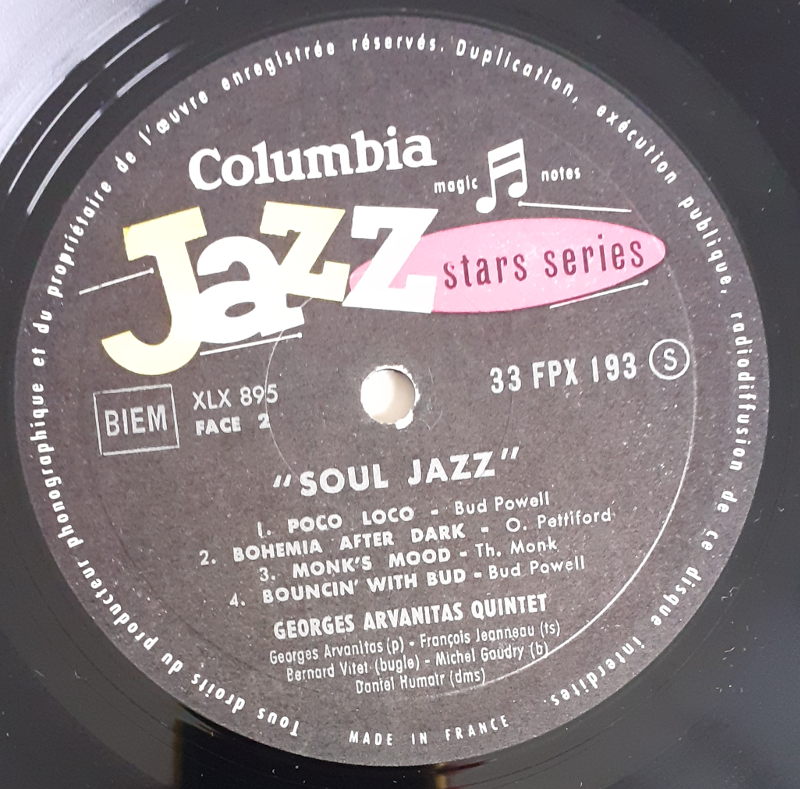 Tous droits du producteur phonographique et du propriétaire de l'œuvre enregistrée réservés. Duplication, exécution publique, radiodiffusion de ce disque interdites.
Columbia
magic notes
Jazz
stars series
BIEM
XLX 895
FACE 2
33 FPX 193 S
"SOUL JAZZ"
1. POCO LOCO - Bud Powell
2. BOHEMIA AFTER DARK - O. Pettiford
3. MONK'S MOOD - Th. Monk
4. BOUNCIN' WITH BUD - Bud Powell
GEORGES ARVANITAS QUINTET
Georges Arvanitas (p) - François Jeanneau (ts)
Bernard Vitet (bugle) - Michel Gaudry (b)
Daniel Humair (dms)
MADE IN FRANCE